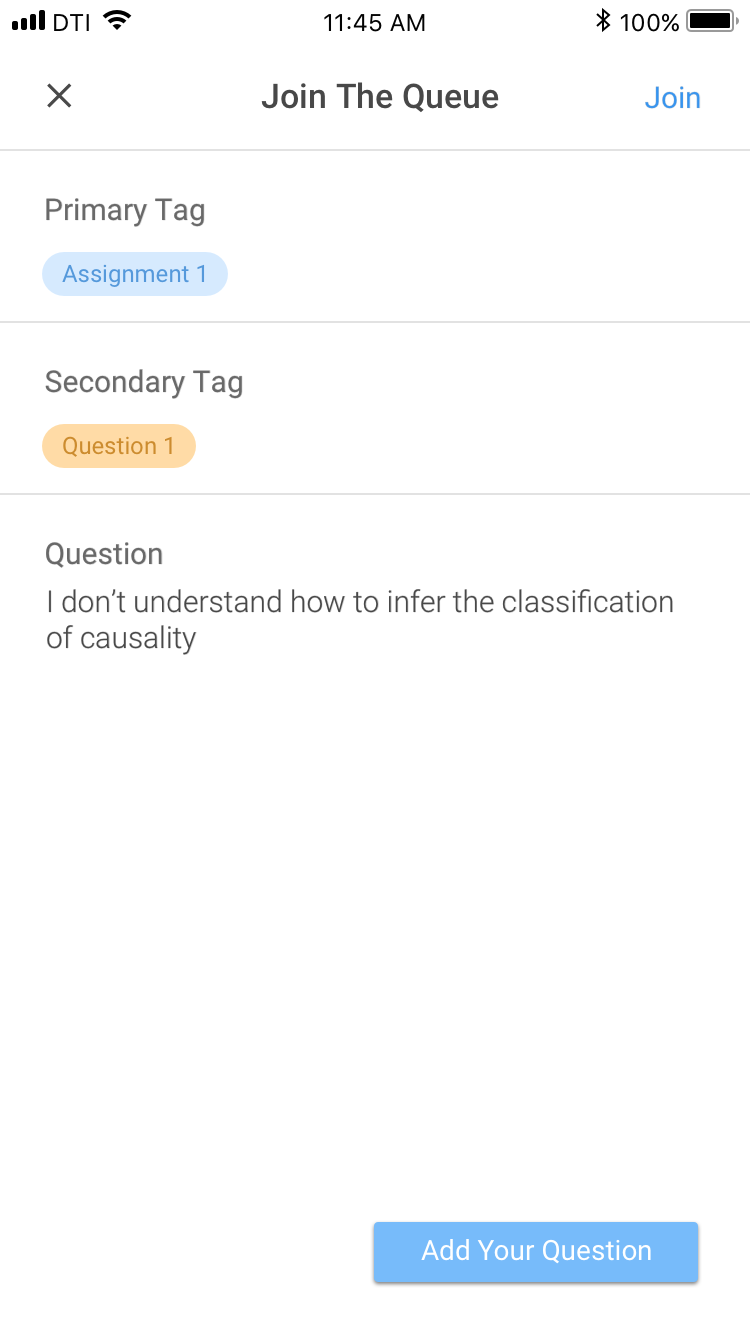 DTI 11:45 AM 100%
Join The Queue Join
Primary Tag
Assignment 1
Secondary Tag
Question 1
Question
I don’t understand how to infer the classification
of causality
Add Your Question